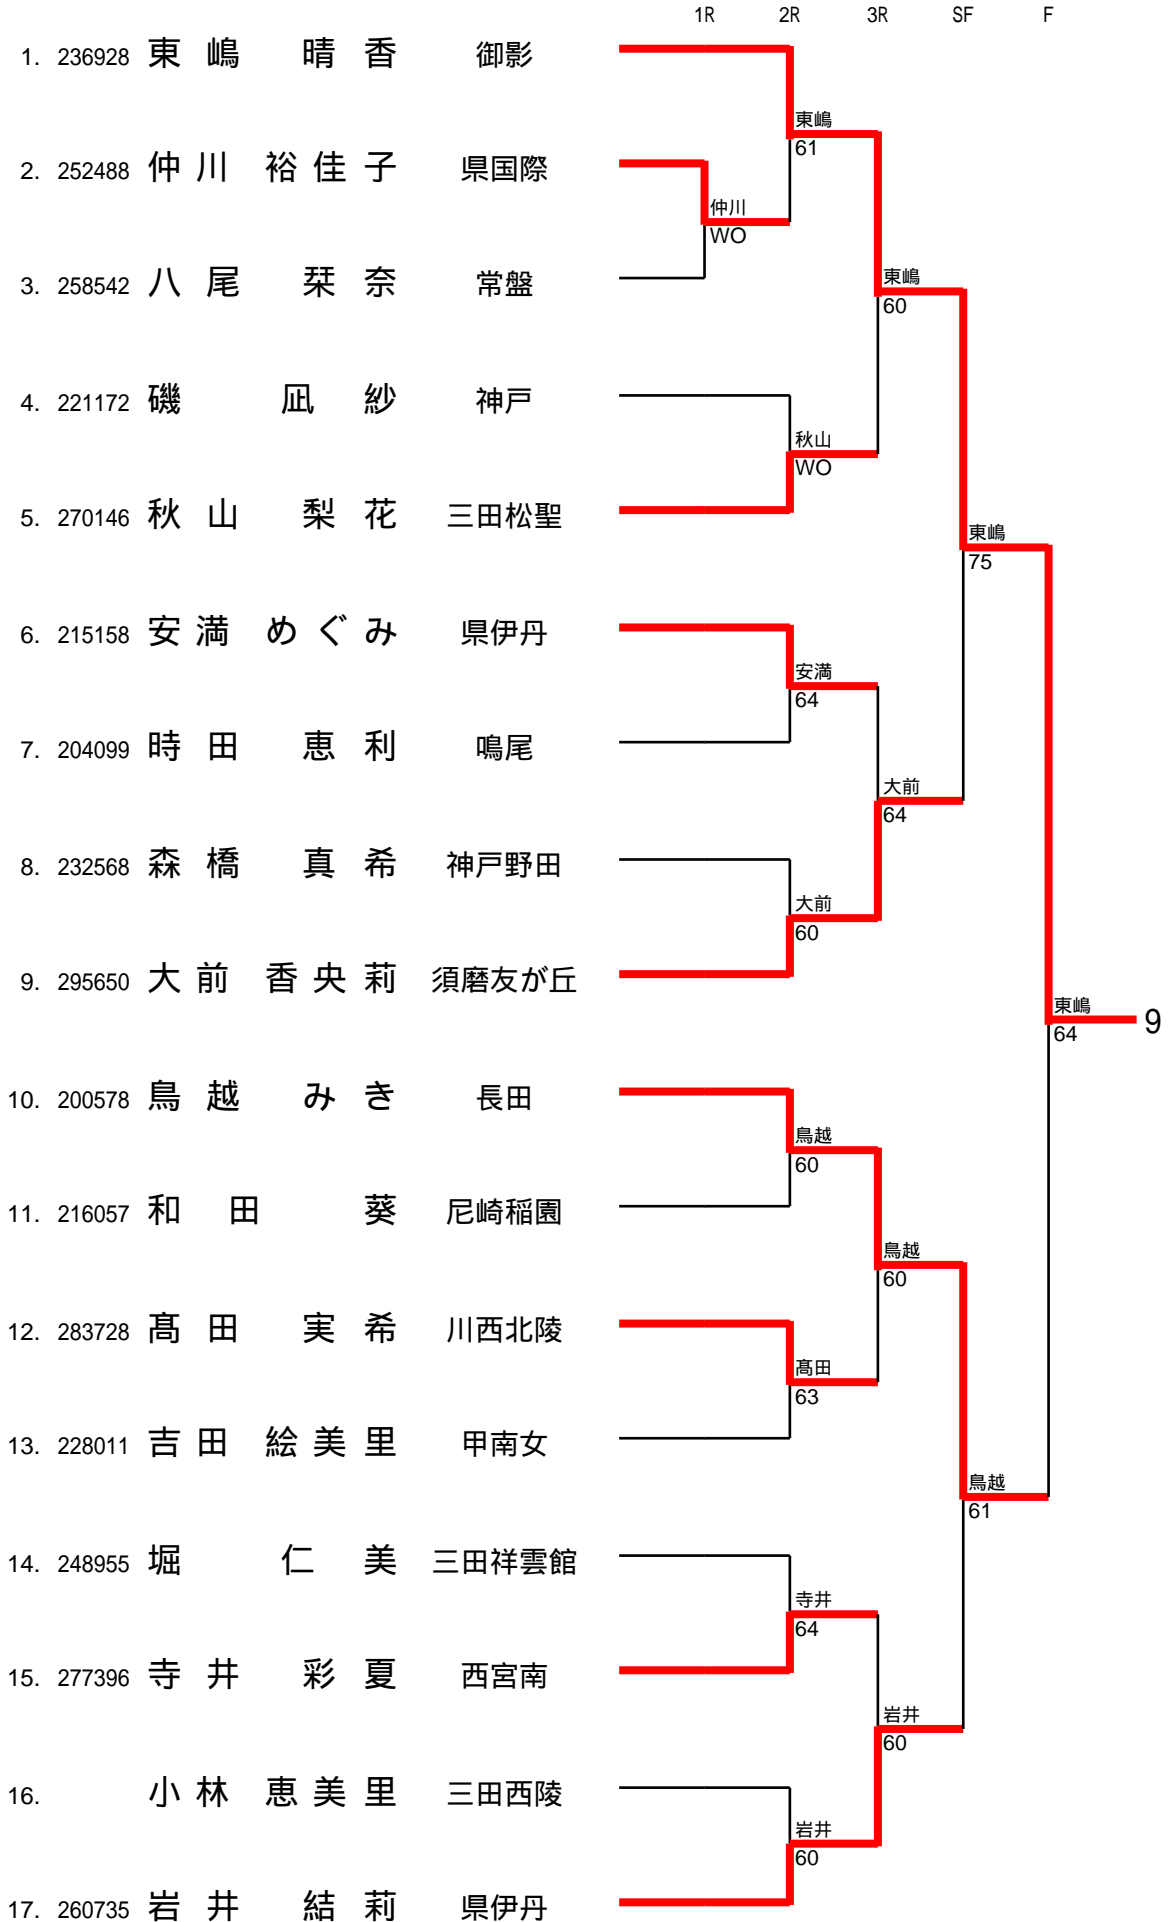 1R 2R 3R SF F
1. 236928 東嶋 晴香 御影
東嶋
61
2. 252488 仲川 裕佳子 県国際
仲川
WO
3. 258542 八尾 栞奈 常盤
東嶋
60
4. 221172 磯 凪紗 神戸
秋山
WO
5. 270146 秋山 梨花 三田松聖
東嶋
75
6. 215158 安満 めぐみ 県伊丹
安満
64
7. 204099 時田 恵利 鳴尾
大前
64
8. 232568 森橋 真希 神戸野田
大前
60
9. 295650 大前 香央莉 須磨友が丘
東嶋
64
9
10. 200578 鳥越 みき 長田
鳥越
60
11. 216057 和田 葵 尼崎稲園
鳥越
60
12. 283728 髙田 実希 川西北陵
髙田
63
13. 228011 吉田 絵美里 甲南女
鳥越
61
14. 248955 堀 仁美 三田祥雲館
寺井
64
15. 277396 寺井 彩夏 西宮南
岩井
60
16. 小林 恵美里 三田西陵
岩井
60
17. 260735 岩井 結莉 県伊丹